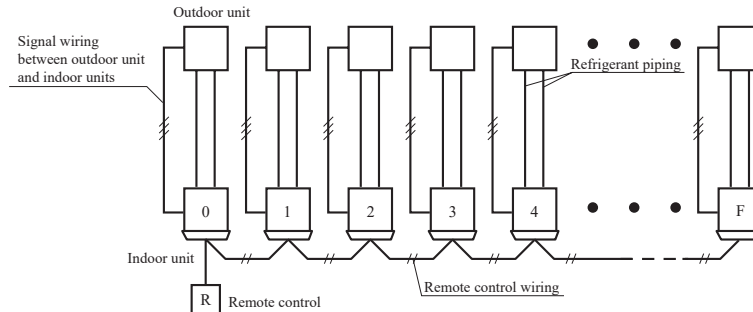 Outdoor unit
Signal wiring
between outdoor unit
and indoor units
Refrigerant piping
0
1
2
3
4
F
Indoor unit
Remote control wiring
R
Remote control